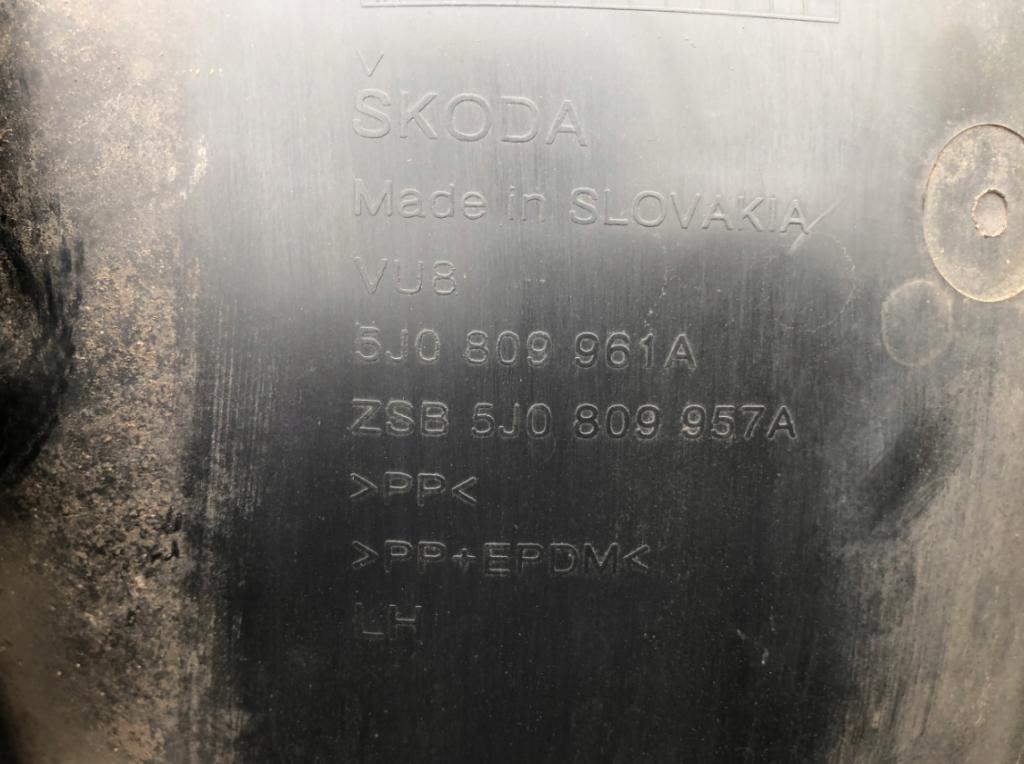 ŠKODA
Made in SLOVAKIA
VU8
5J0 809 961A
ZSB 5J0 809 957A
>PP<
>PP+EPDM<
LH